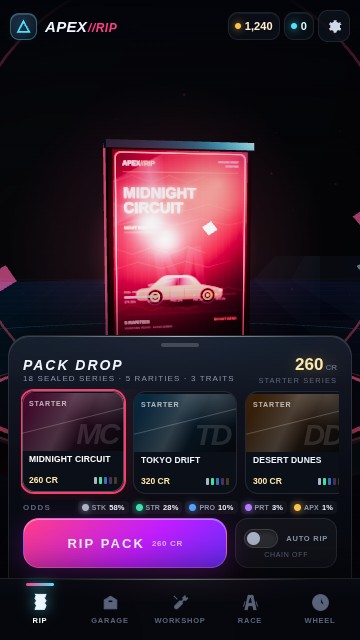 APEX//RIP
1,240
0
APEX//RIP
MIDNIGHT
CIRCUIT
PACK DROP
260 CR
18 SEALED SERIES · 5 RARITIES · 3 TRAITS
STARTER SERIES
STARTER
MC
MIDNIGHT CIRCUIT
260 CR
STARTER
TD
TOKYO DRIFT
320 CR
STARTER
DD
DESERT DUNES
300 CR
ODDS
STK 58%
STR 28%
PRO 10%
PRT 3%
APX 1%
RIP PACK 260 CR
AUTO RIP
CHAIN OFF
RIP
GARAGE
WORKSHOP
RACE
WHEEL